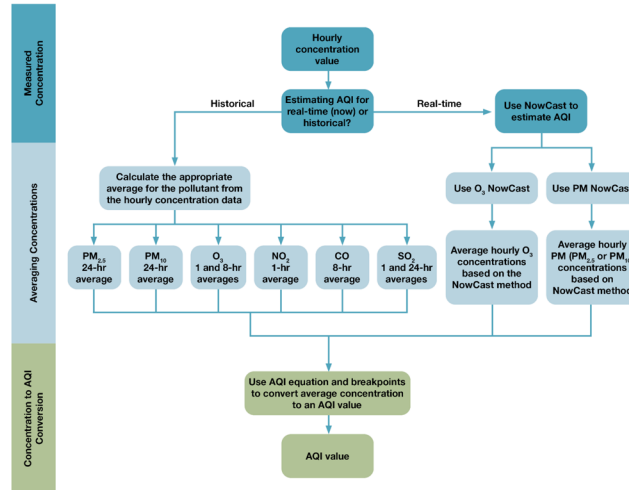 Measured
Concentration
Hourly
concentration
value
Estimating AQI for
real-time (now) or
historical?
Historical
Real-time
Use NowCast to
estimate AQI
Averaging Concentrations
Calculate the appropriate
average for the pollutant from
the hourly concentration data
Use O₃ NowCast
Use PM NowCast
PM₂.₅
24-hr
average
PM₁₀
24-hr
average
O₃
1 and 8-hr
averages
NO₂
1-hr
average
CO
8-hr
average
SO₂
1 and 24-hr
averages
Average hourly O₃
concentrations
based on the
NowCast method
Average hourly
PM (PM₂.₅ or PM₁₀
concentrations
based on
NowCast method
Concentration to AQI
Conversion
Use AQI equation and breakpoints
to convert average concentration
to an AQI value
AQI value